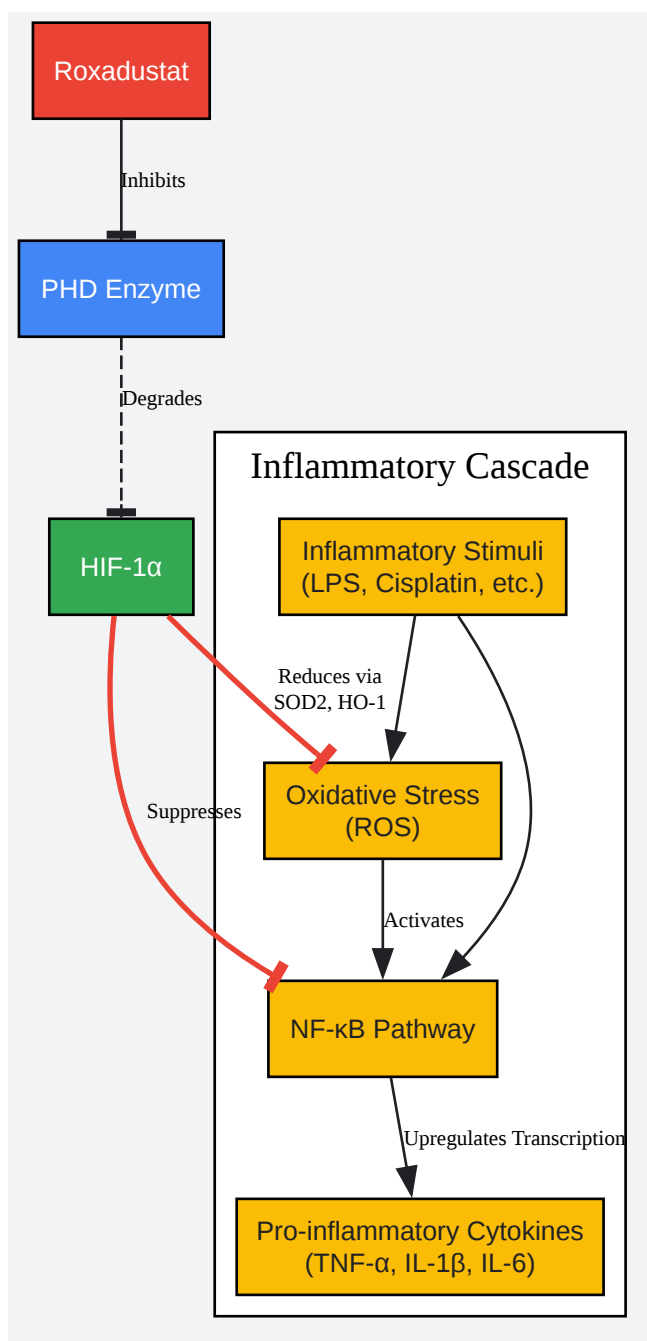 Roxadustat
Inhibits
PHD Enzyme
Degrades
Inflammatory Cascade
HIF-1α
Inflammatory Stimuli
(LPS, Cisplatin, etc.)
Reduces via
SOD2, HO-1
Oxidative Stress
(ROS)
Suppresses
Activates
NF-κB Pathway
Upregulates Transcription
Pro-inflammatory Cytokines
(TNF-α, IL-1β, IL-6)